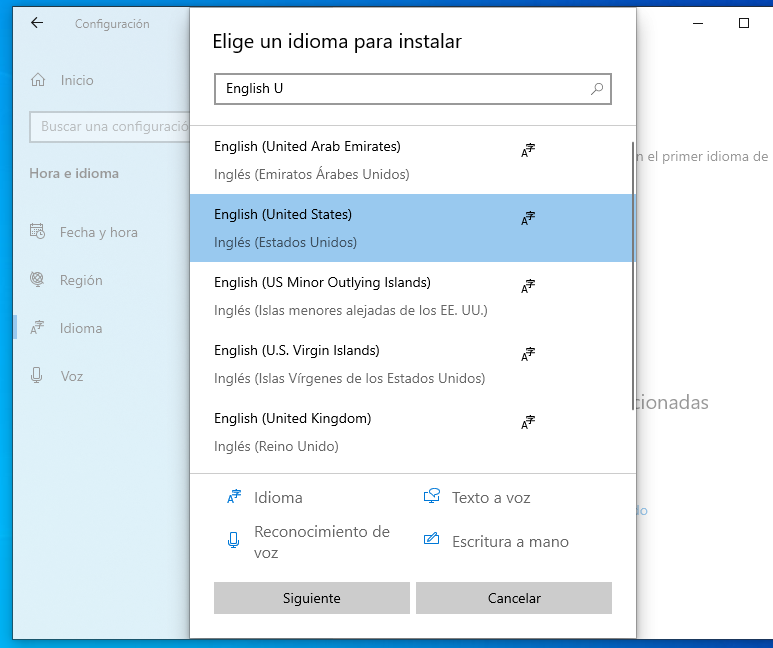 Configuración
Inicio
Buscar una configuració
Hora e idioma
Fecha y hora
Región
Idioma
Voz
Elige un idioma para instalar
English U
English (United Arab Emirates)
Inglés (Emiratos Árabes Unidos)
English (United States)
Inglés (Estados Unidos)
English (US Minor Outlying Islands)
Inglés (Islas menores alejadas de los EE. UU.)
English (U.S. Virgin Islands)
Inglés (Islas Vírgenes de los Estados Unidos)
English (United Kingdom)
Inglés (Reino Unido)
Idioma
Texto a voz
Reconocimiento de
voz
Escritura a mano
Siguiente
Cancelar
n el primer idioma de
cionadas
do